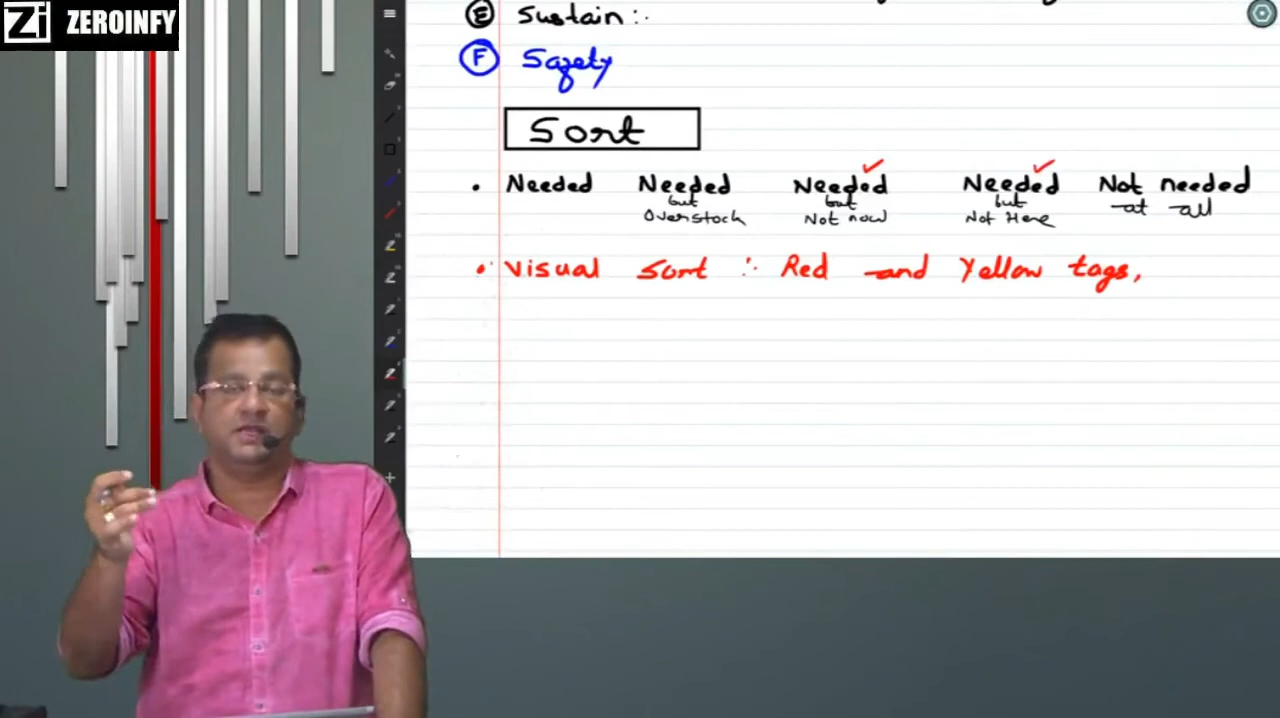 Zi ZEROINFY
E Sustain :.
F Safety
Sort
• Needed Needed Needed Needed Not needed
but but but at all
Overstock Not now Not Here
• Visual Sort : Red and Yellow tags,